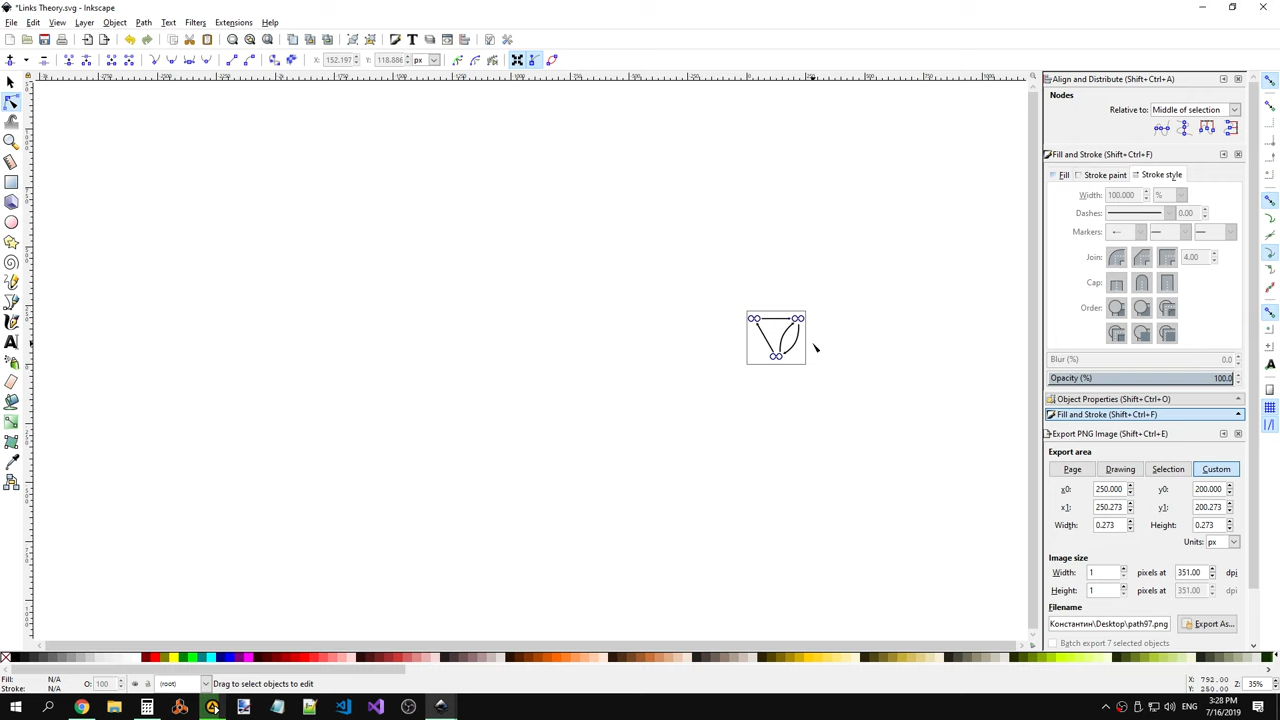 *Links Theory.svg - Inkscape
File Edit View Layer Object Path Text Filters Extensions Help
X: 152.197 Y: 118.886 px
Align and Distribute (Shift+Ctrl+A)
Nodes
Relative to: Middle of selection
Fill and Stroke (Shift+Ctrl+F)
Fill Stroke paint Stroke style
Width: 100.000 %
Dashes: 0.00
Markers:
Join: 4.00
Cap:
Order:
Blur (%) 0.0
Opacity (%) 100.0
Object Properties (Shift+Ctrl+O)
Fill and Stroke (Shift+Ctrl+F)
Export PNG Image (Shift+Ctrl+E)
Export area
Page Drawing Selection Custom
x0: 250.000 y0: 200.000
x1: 250.273 y1: 200.273
Width: 0.273 Height: 0.273
Units: px
Image size
Width: 1 pixels at 351.00 dpi
Height: 1 pixels at 351.00 dpi
Filename
Константин\Desktop\path97.png Export As...
Batch export 7 selected objects
Fill: N/A
Stroke: N/A
O: 100 (root) Drag to select objects to edit
X: 792.00
Y: 250.00
Z: 35%
ENG 3:28 PM
7/16/2019